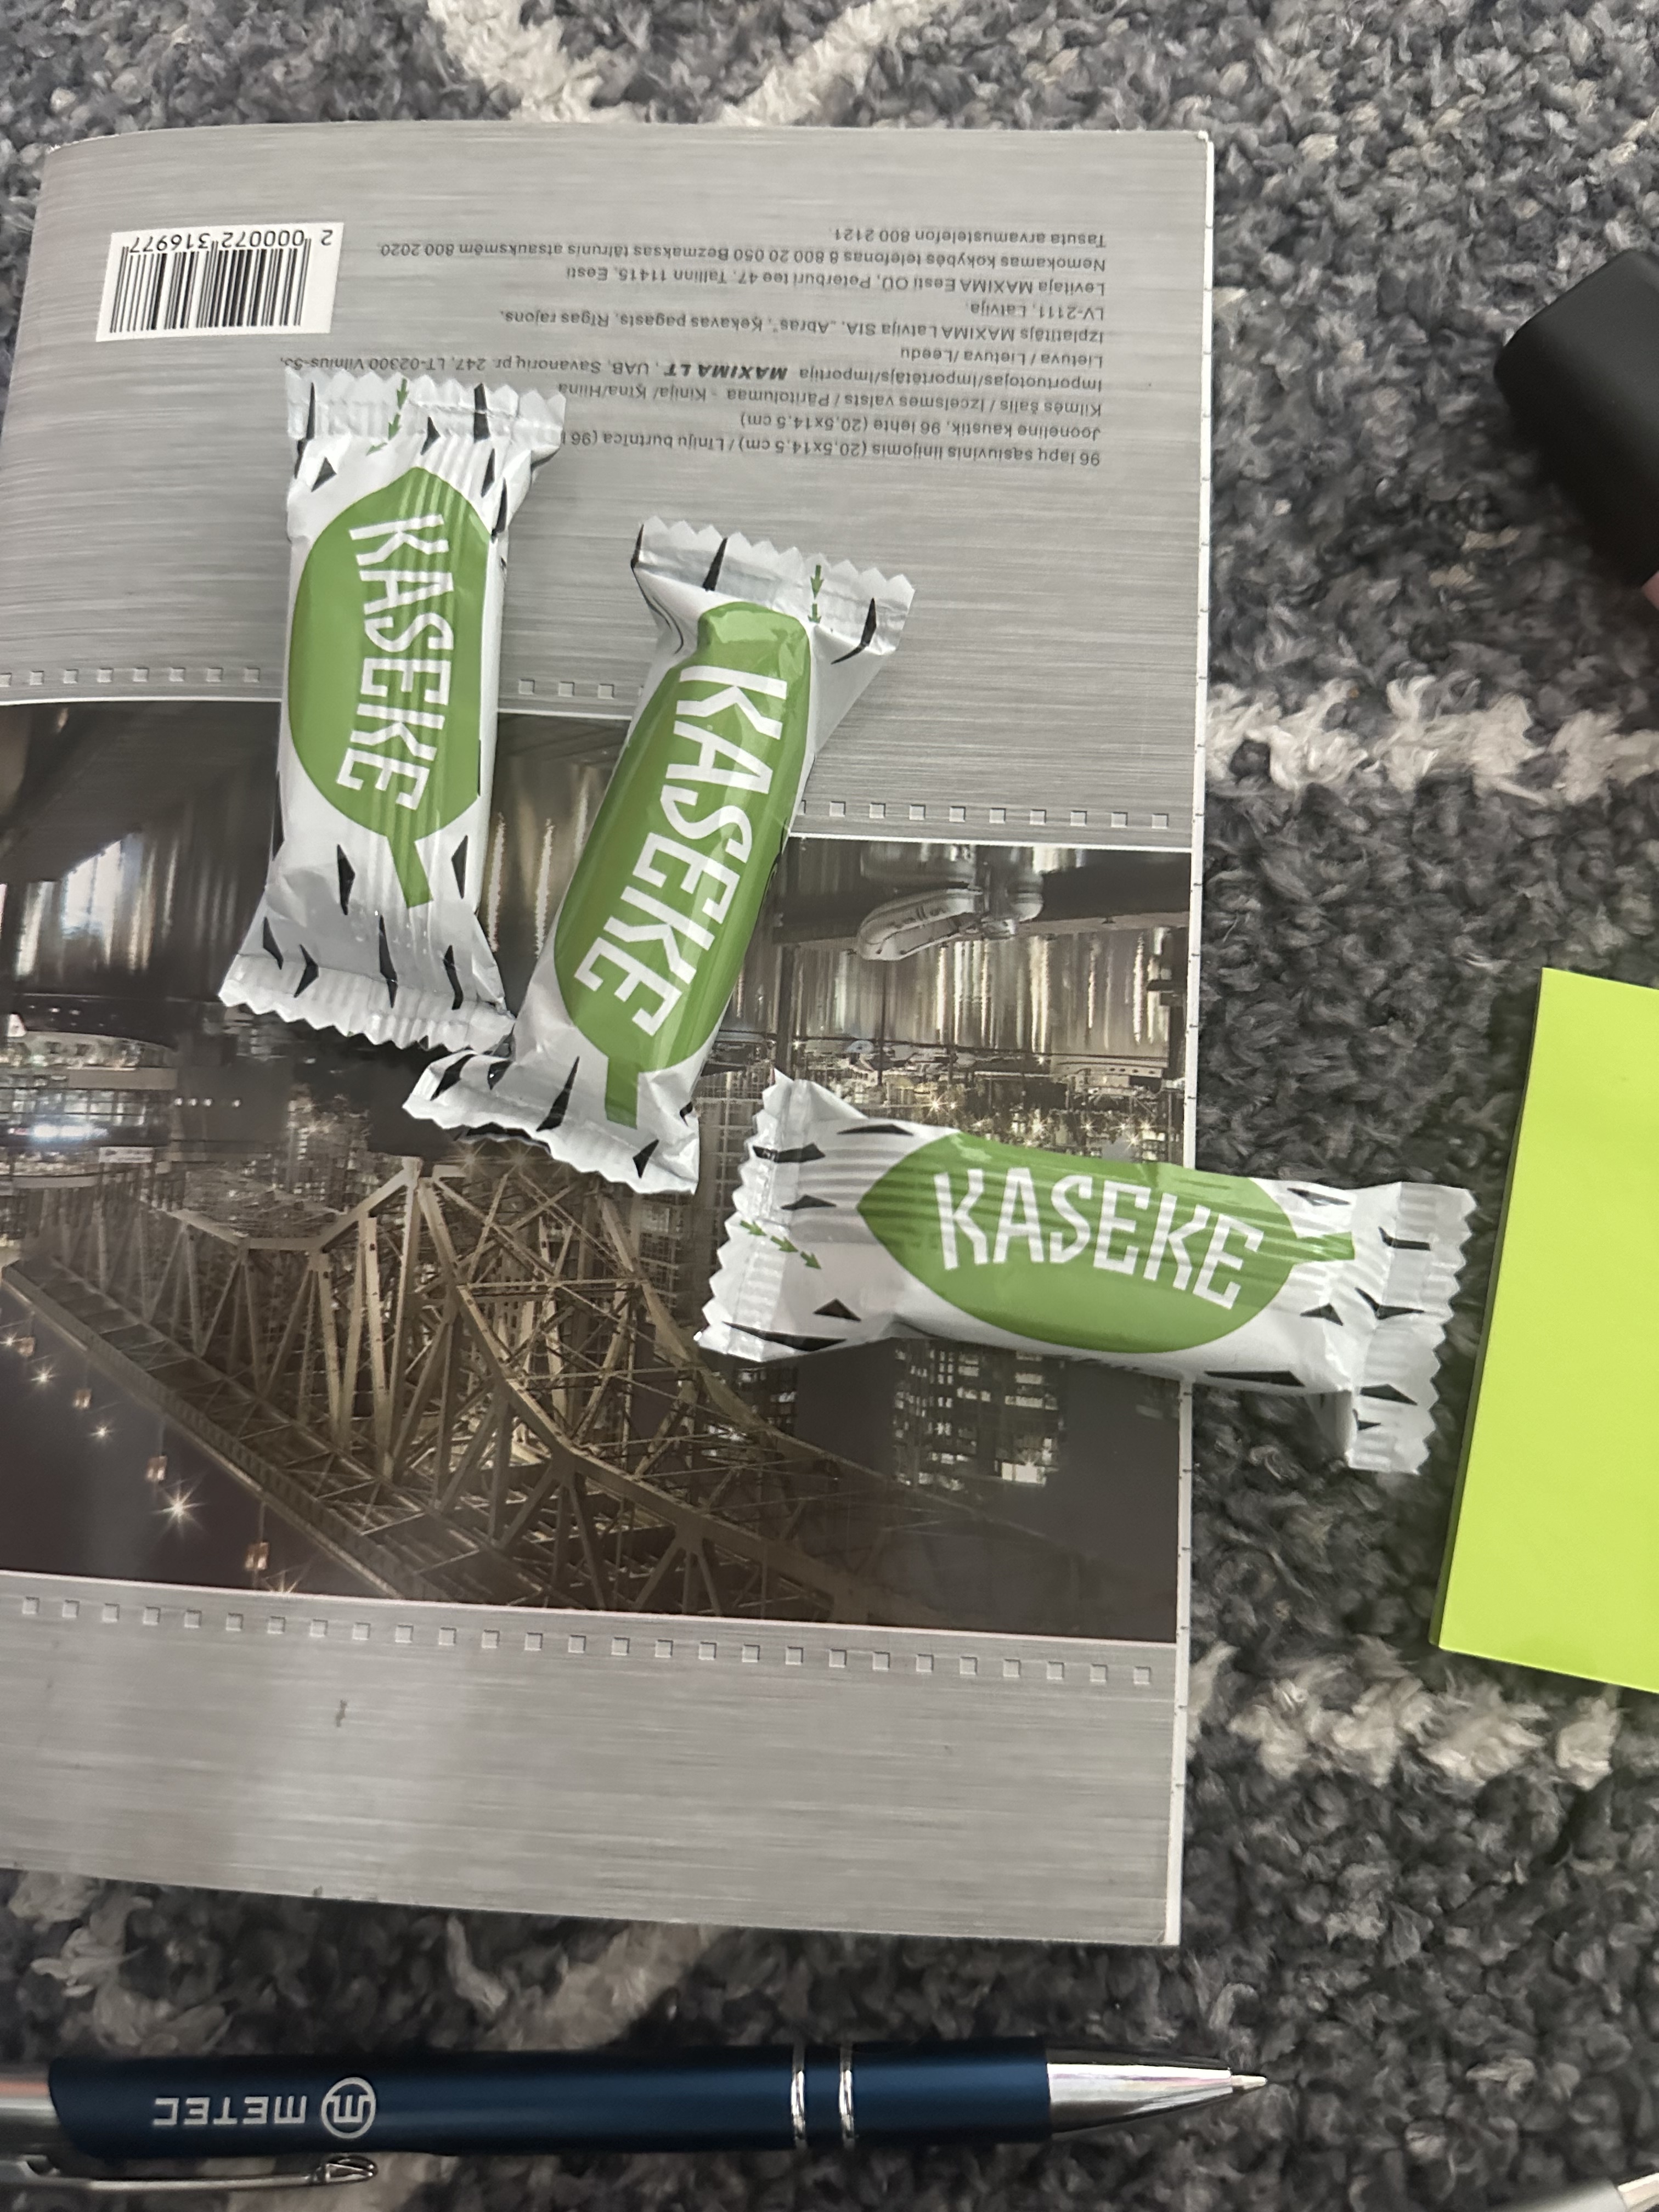 96 lapų sąsiuvinis linijomis (20,5x14,5 cm) / Līniju burtnīca (96
Jooneline kaustik, 96 lehte (20,5x14,5 cm)
Kilmės šalis / Izcelsmes valsts / Päritolumaa - Kinija/ Ķīna/Hiina
Importuotojas/Importētājs/Importija MAXIMA LT, UAB, Savanorių pr 247, LT-02300 Vilnius-53,
Lietuva / Lietuva /Leedu
Izplatītājs MAXIMA Latvija SIA, „Abras", Ķekavas pagasts, Rīgas rajons,
LV-2111, Latvija.
Levitaja MAXIMA Eesti OÜ, Peterburi tee 47, Tallinn 11415, Eesti
Nemokamas kokybės telefonas 8 800 20 050 Bezmaksas tālrunis atsauksmēm 800 2020.
Tasuta arvamustelefon 800 2121.
2 000072 316977
KASEKE
KASEKE
KASEKE
M METEC